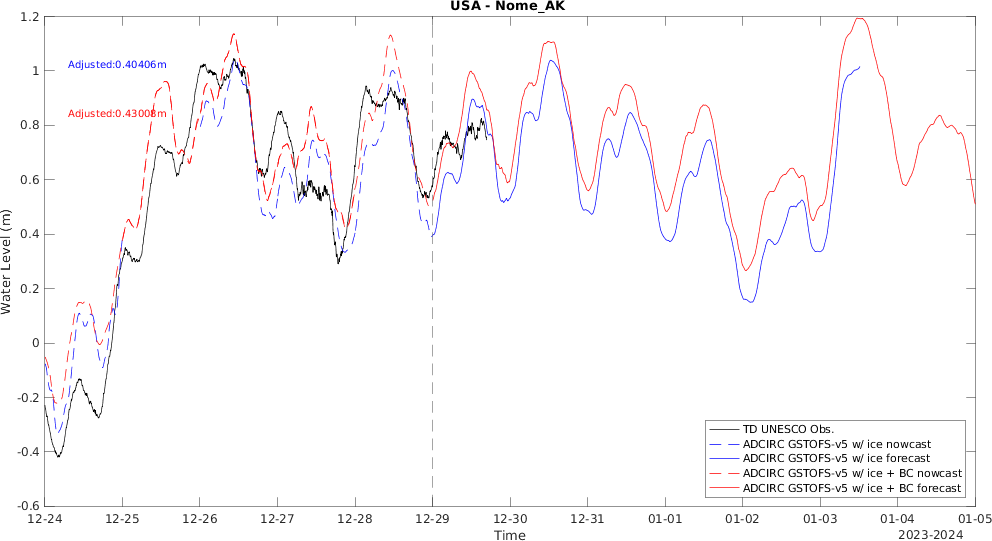 USA - Nome_AK
Adjusted:0.40406m
Adjusted:0.43008m
Water Level (m)
1.2
1
0.8
0.6
0.4
0.2
0
-0.2
-0.4
-0.6
12-24 12-25 12-26 12-27 12-28 12-29 12-30 12-31 01-01 01-02 01-03 01-04 01-05
Time
2023-2024
TD UNESCO Obs.
ADCIRC GSTOFS-v5 w/ ice nowcast
ADCIRC GSTOFS-v5 w/ ice forecast
ADCIRC GSTOFS-v5 w/ ice + BC nowcast
ADCIRC GSTOFS-v5 w/ ice + BC forecast